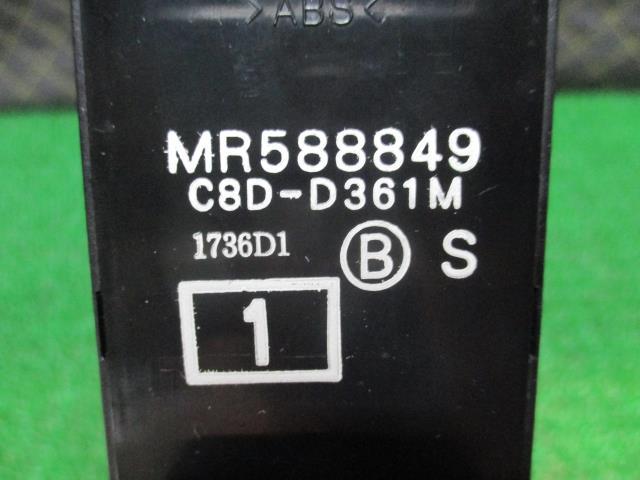 >ABS<
MR588849
C8D-D361M
1736D1 B S
1